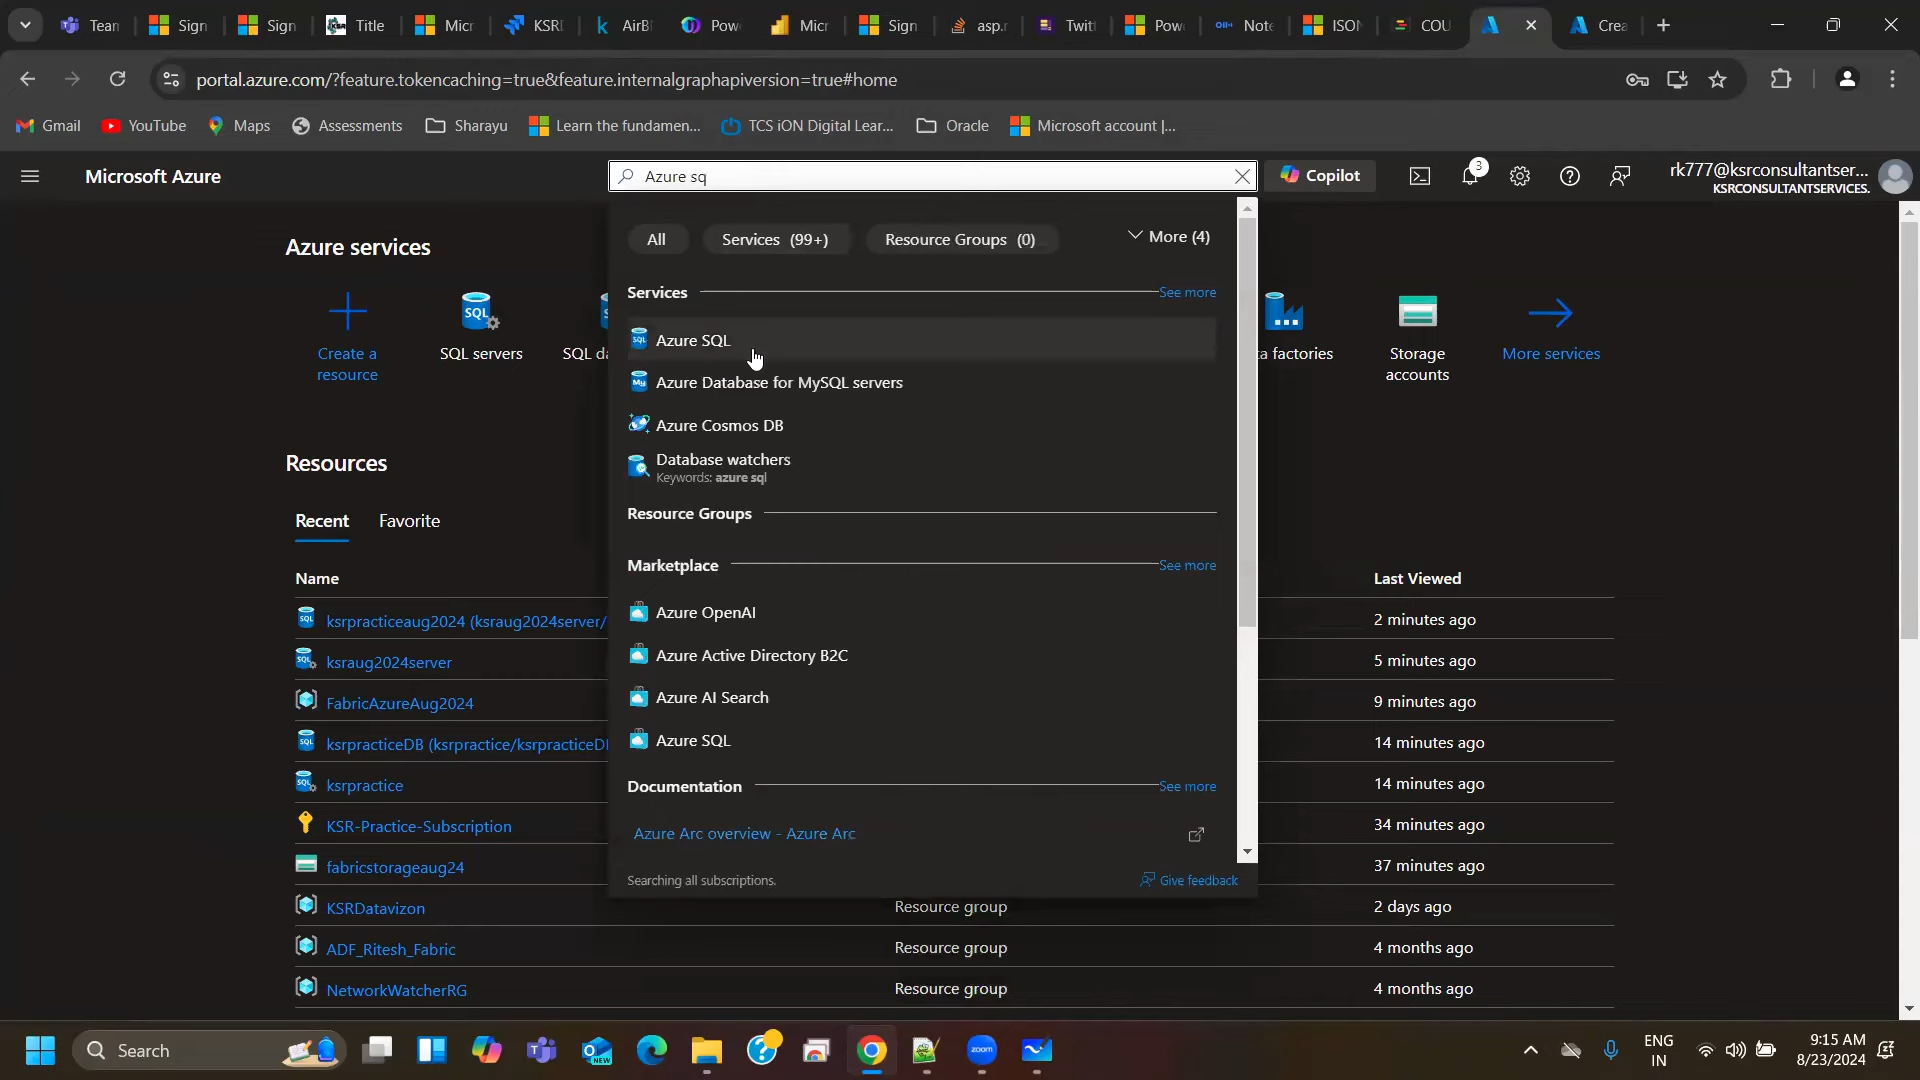 Team
Sign
Sign
Title
Micr
KSRI
AirBI
Pow
Micr
Sign
asp.r
Twitt
Pow
Note
ISON
COU
Crea
portal.azure.com/?feature.tokencaching=true&feature.internalgraphapiversion=true#home
Gmail
YouTube
Maps
Assessments
Sharayu
Learn the fundamen...
TCS iON Digital Lear...
Oracle
Microsoft account |...
Microsoft Azure
Azure sq
Copilot
3
rk777@ksrconsultantser...
KSRCONSULTANTSERVICES.
All
Services (99+)
Resource Groups (0)
More (4)
Azure services
Services
See more
SQL
Create a
resource
SQL servers
SQL da
a factories
Storage
accounts
More services
Azure SQL
Azure Database for MySQL servers
Azure Cosmos DB
Database watchers
Keywords: azure sql
Resource Groups
Marketplace
See more
Azure OpenAI
Azure Active Directory B2C
Azure AI Search
Azure SQL
Documentation
See more
Azure Arc overview - Azure Arc
Searching all subscriptions.
Give feedback
Resources
Recent
Favorite
Name
Last Viewed
ksrpracticeaug2024 (ksraug2024server/
2 minutes ago
ksraug2024server
5 minutes ago
FabricAzureAug2024
9 minutes ago
ksrpracticeDB (ksrpractice/ksrpracticeDI
14 minutes ago
ksrpractice
14 minutes ago
KSR-Practice-Subscription
34 minutes ago
fabricstorageaug24
37 minutes ago
KSRDatavizon
Resource group
2 days ago
ADF_Ritesh_Fabric
Resource group
4 months ago
NetworkWatcherRG
Resource group
4 months ago
Search
NEW
zoom
ENG
IN
9:15 AM
8/23/2024